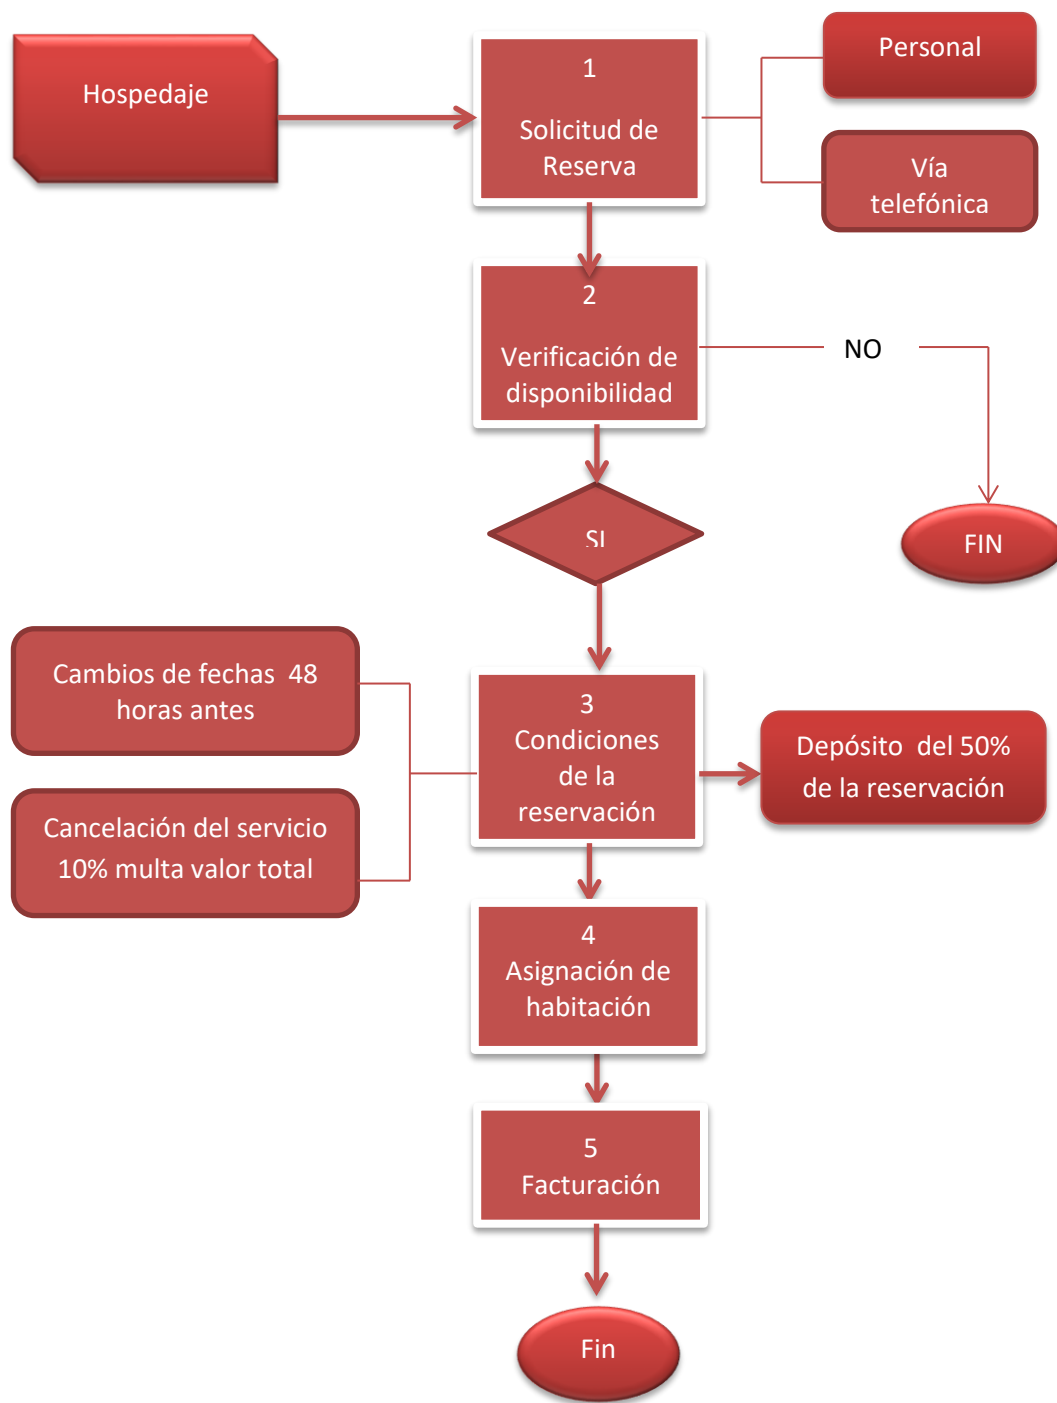 Hospedaje
1
Solicitud de
Reserva
Personal
Vía
telefónica
2
Verificación de
disponibilidad
NO
SI
FIN
Cambios de fechas  48
horas antes
Cancelación del servicio
10% multa valor total
3
Condiciones
de la
reservación
Depósito  del 50%
de la reservación
4
Asignación de
habitación
5
Facturación
Fin